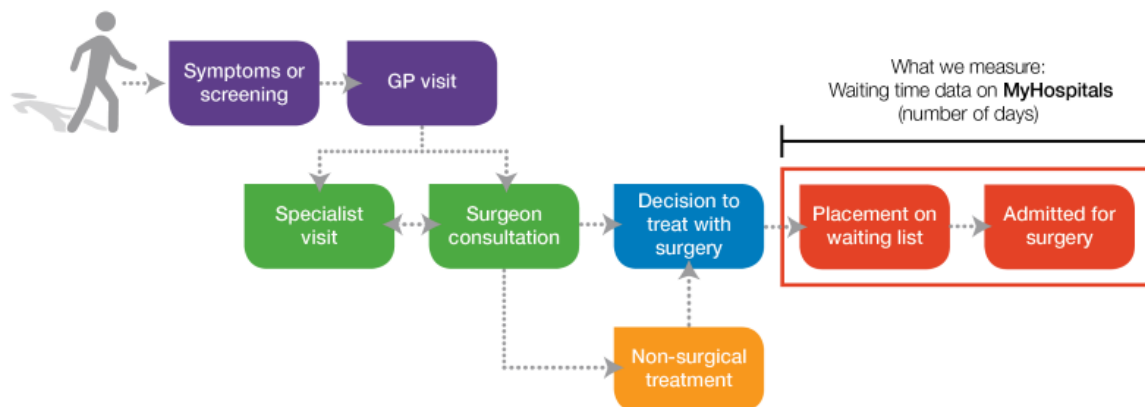 Symptoms or
screening
GP visit
What we measure:
Waiting time data on MyHospitals
(number of days)
Specialist
visit
Surgeon
consultation
Decision to
treat with
surgery
Placement on
waiting list
Admitted for
surgery
Non-surgical
treatment